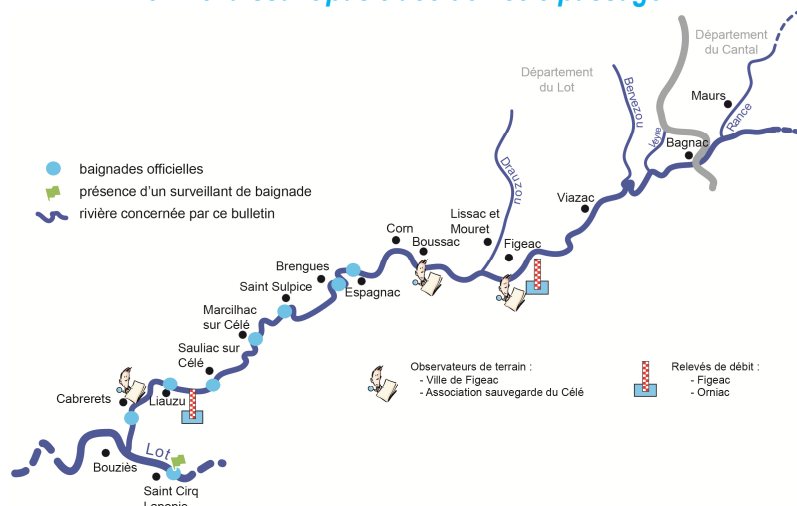 Département
du Cantal
Département
du Lot
Bervezou
Maurs
Rance
Veyre
Bagnac
Drauzou
baignades officielles
présence d'un surveillant de baignade
rivière concernée par ce bulletin
Viazac
Lissac et
Mouret
Corn
Boussac
Figeac
Brengues
Espagnac
Saint Sulpice
Marcilhac
sur Célé
Sauliac sur
Célé
Observateurs de terrain :
- Ville de Figeac
- Association sauvegarde du Célé
Relevés de débit :
- Figeac
- Orniac
Cabrerets
Liauzu
Lot
Bouziès
Saint Cirq